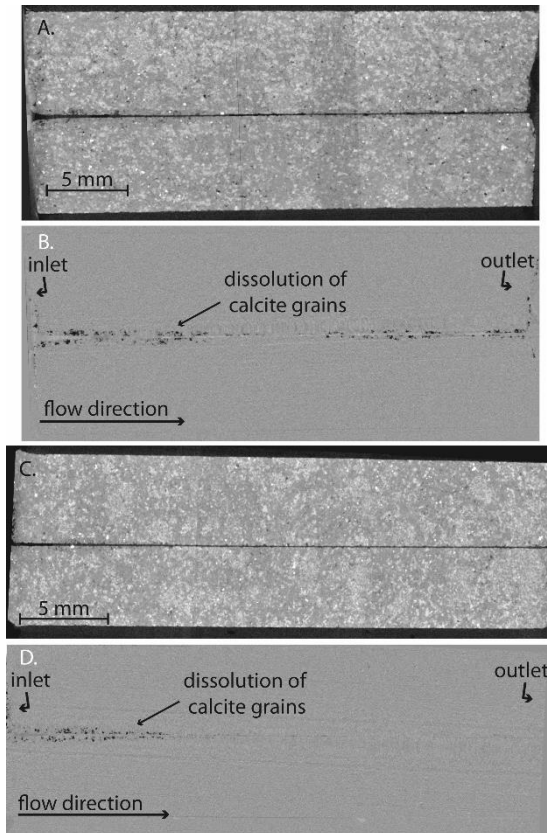 A.
5 mm
B.
inlet
outlet
dissolution of
calcite grains
flow direction
C.
5 mm
D.
inlet
outlet
dissolution of
calcite grains
flow direction